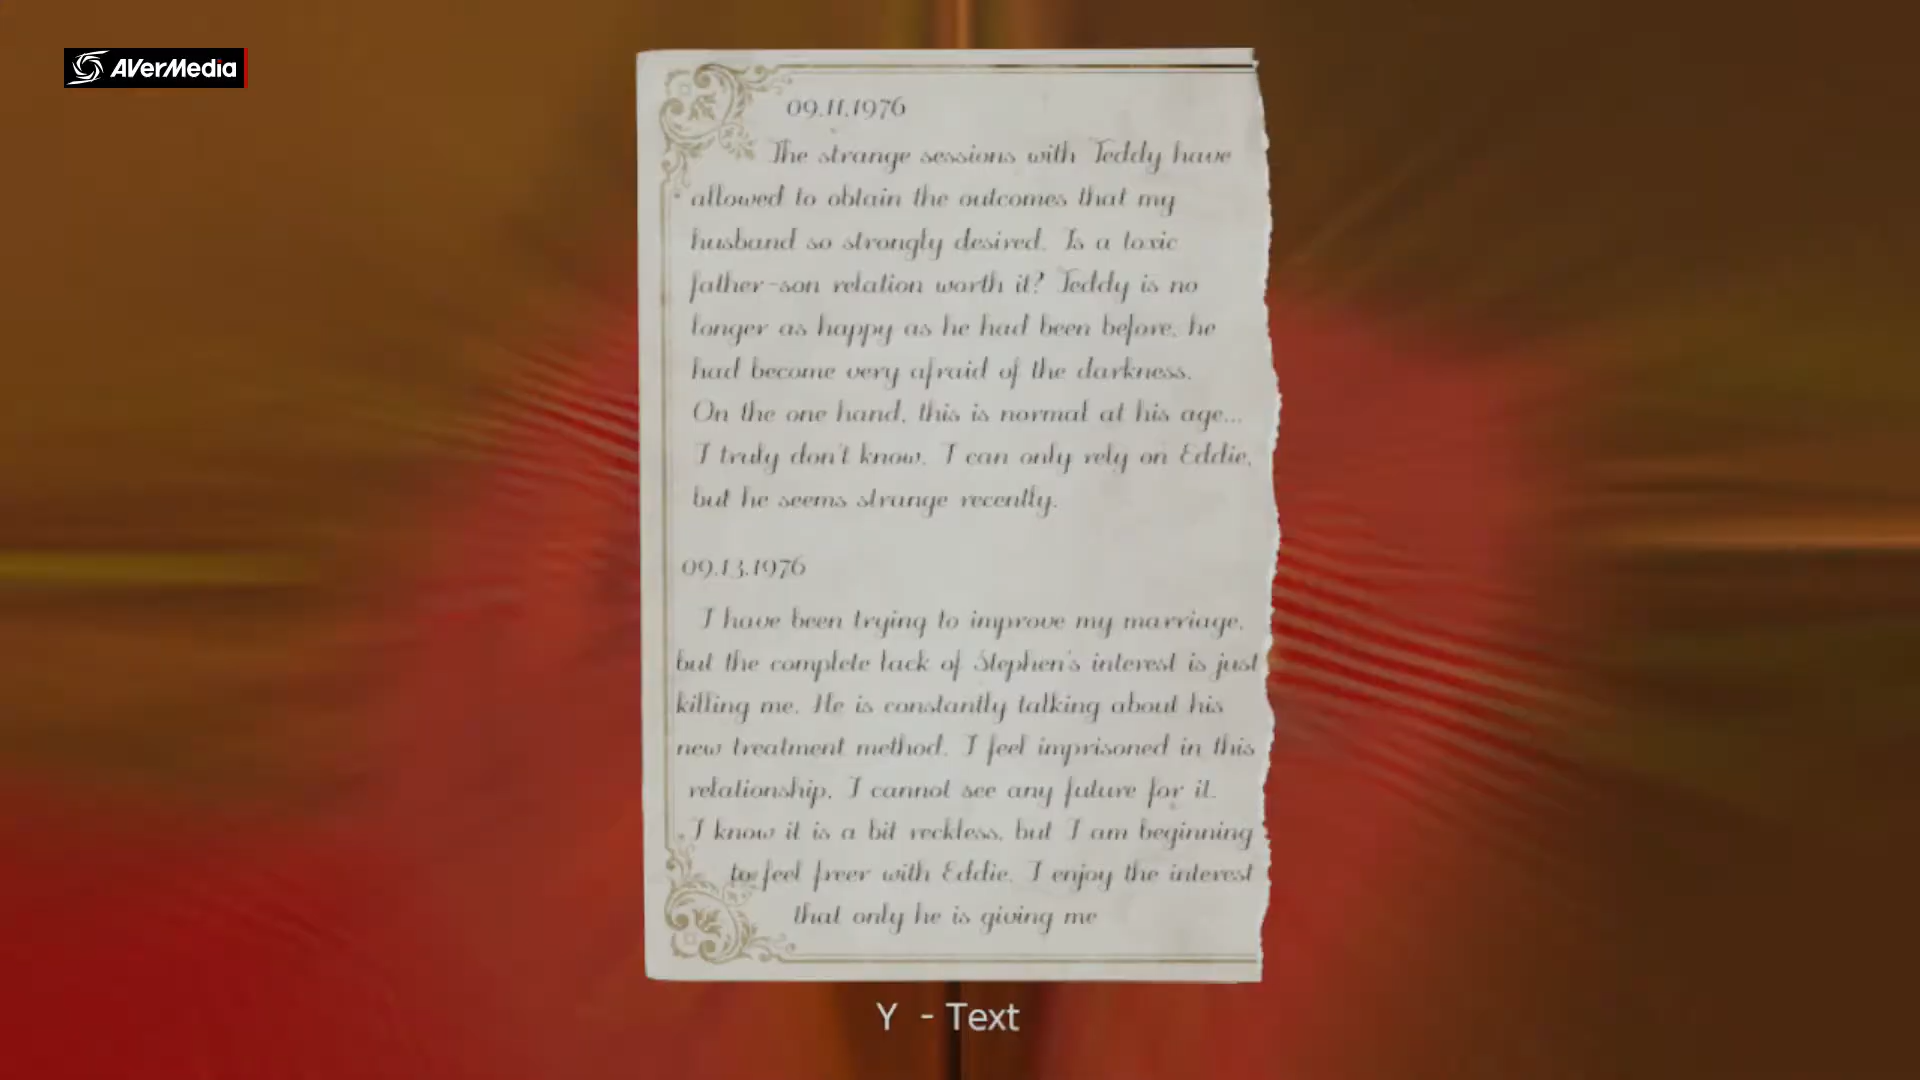 AVerMedia
09.11.1976
The strange sessions with Teddy have
allowed to obtain the outcomes that my
husband so strongly desired. Is a toxic
father-son relation worth it? Teddy is no
longer as happy as he had been before, he
had become very afraid of the darkness.
On the one hand, this is normal at his age...
I truly don't know. I can only rely on Eddie,
but he seems strange recently.
09.13.1976
I have been trying to improve my marriage,
but the complete lack of Stephen's interest is just
killing me. He is constantly talking about his
new treatment method. I feel imprisoned in this
relationship. I cannot see any future for it.
I know it is a bit reckless, but I am beginning
to feel freer with Eddie. I enjoy the interest
that only he is giving me
Y - Text